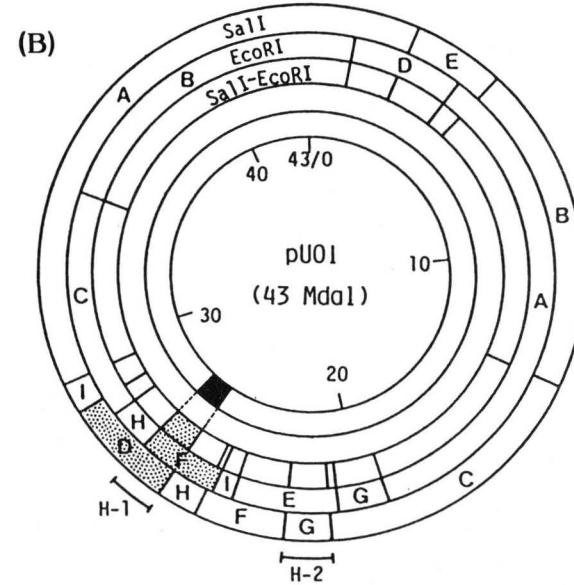 (B)
SalI
EcoRI
SalI-EcoRI
A
B
D
E
43/0
40
B
pUO1
(43 Mdal)
10
A
C
30
20
I
H
D
F
I
H
E
G
C
F
G
H-1
H-2